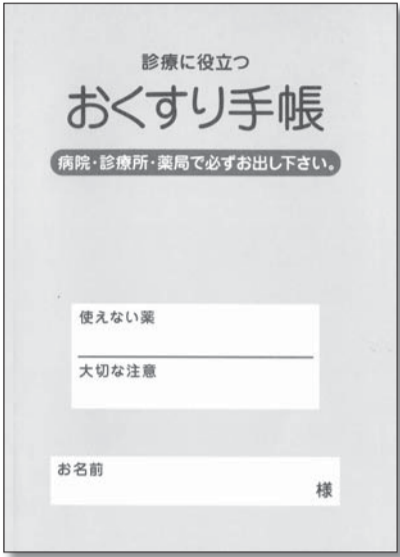 診療に役立つ
おくすり手帳
病院・診療所・薬局で必ずお出し下さい。
使えない薬
大切な注意
お名前
様